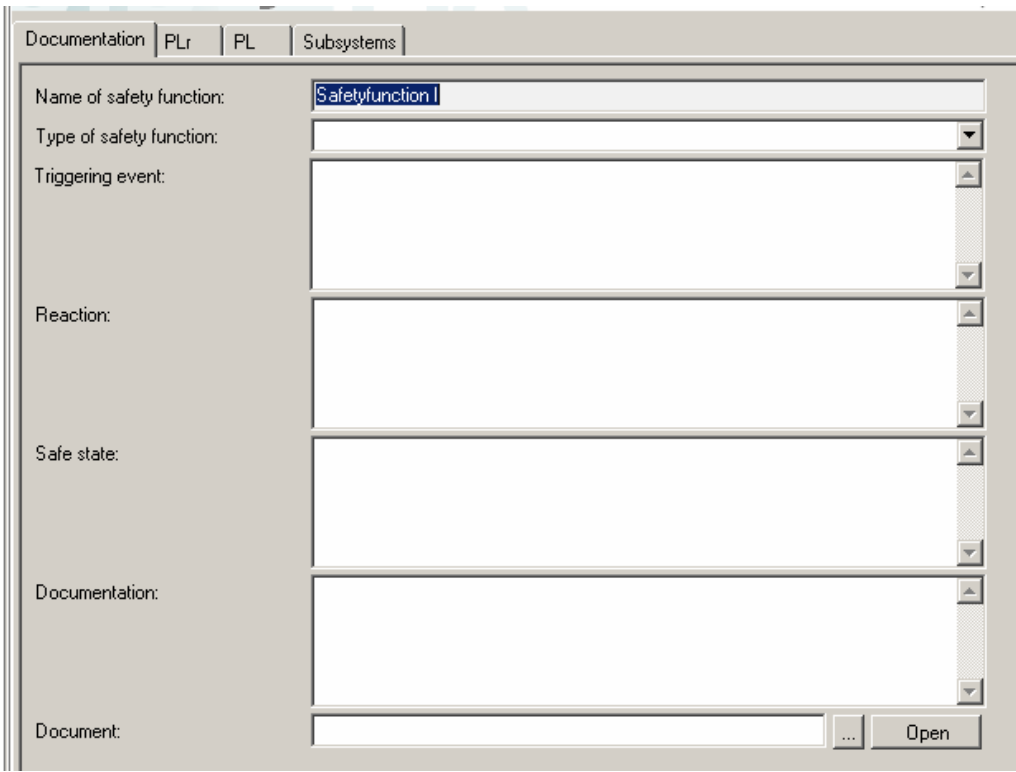 Documentation PLr PL Subsystems
Name of safety function: Safetyfunction I
Type of safety function:
Triggering event:
Reaction:
Safe state:
Documentation:
Document: ... Open